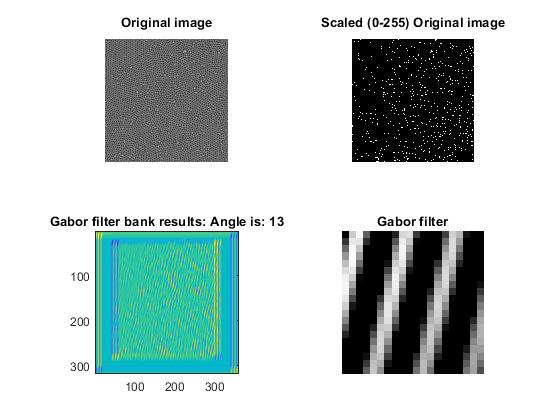 Original image
Scaled (0-255) Original image
Gabor filter bank results: Angle is: 13
Gabor filter
100
200
300
100 200 300